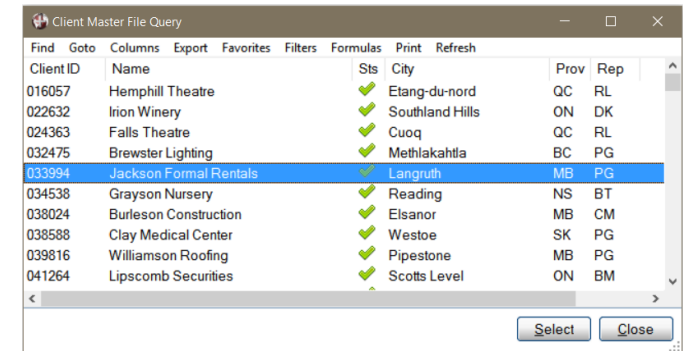 Client Master File Query
Find Goto Columns Export Favorites Filters Formulas Print Refresh
Client ID Name Sts City Prov Rep
016057 Hemphill Theatre Etang-du-nord QC RL
022632 Irion Winery Southland Hills ON DK
024363 Falls Theatre Cuoq QC RL
032475 Brewster Lighting Methlakahtla BC PG
033994 Jackson Formal Rentals Langruth MB PG
034538 Grayson Nursery Reading NS BT
038024 Burleson Construction Elsanor MB CM
038588 Clay Medical Center Westoe SK PG
039816 Williamson Roofing Pipestone MB PG
041264 Lipscomb Securities Scotts Level ON BM
Select Close